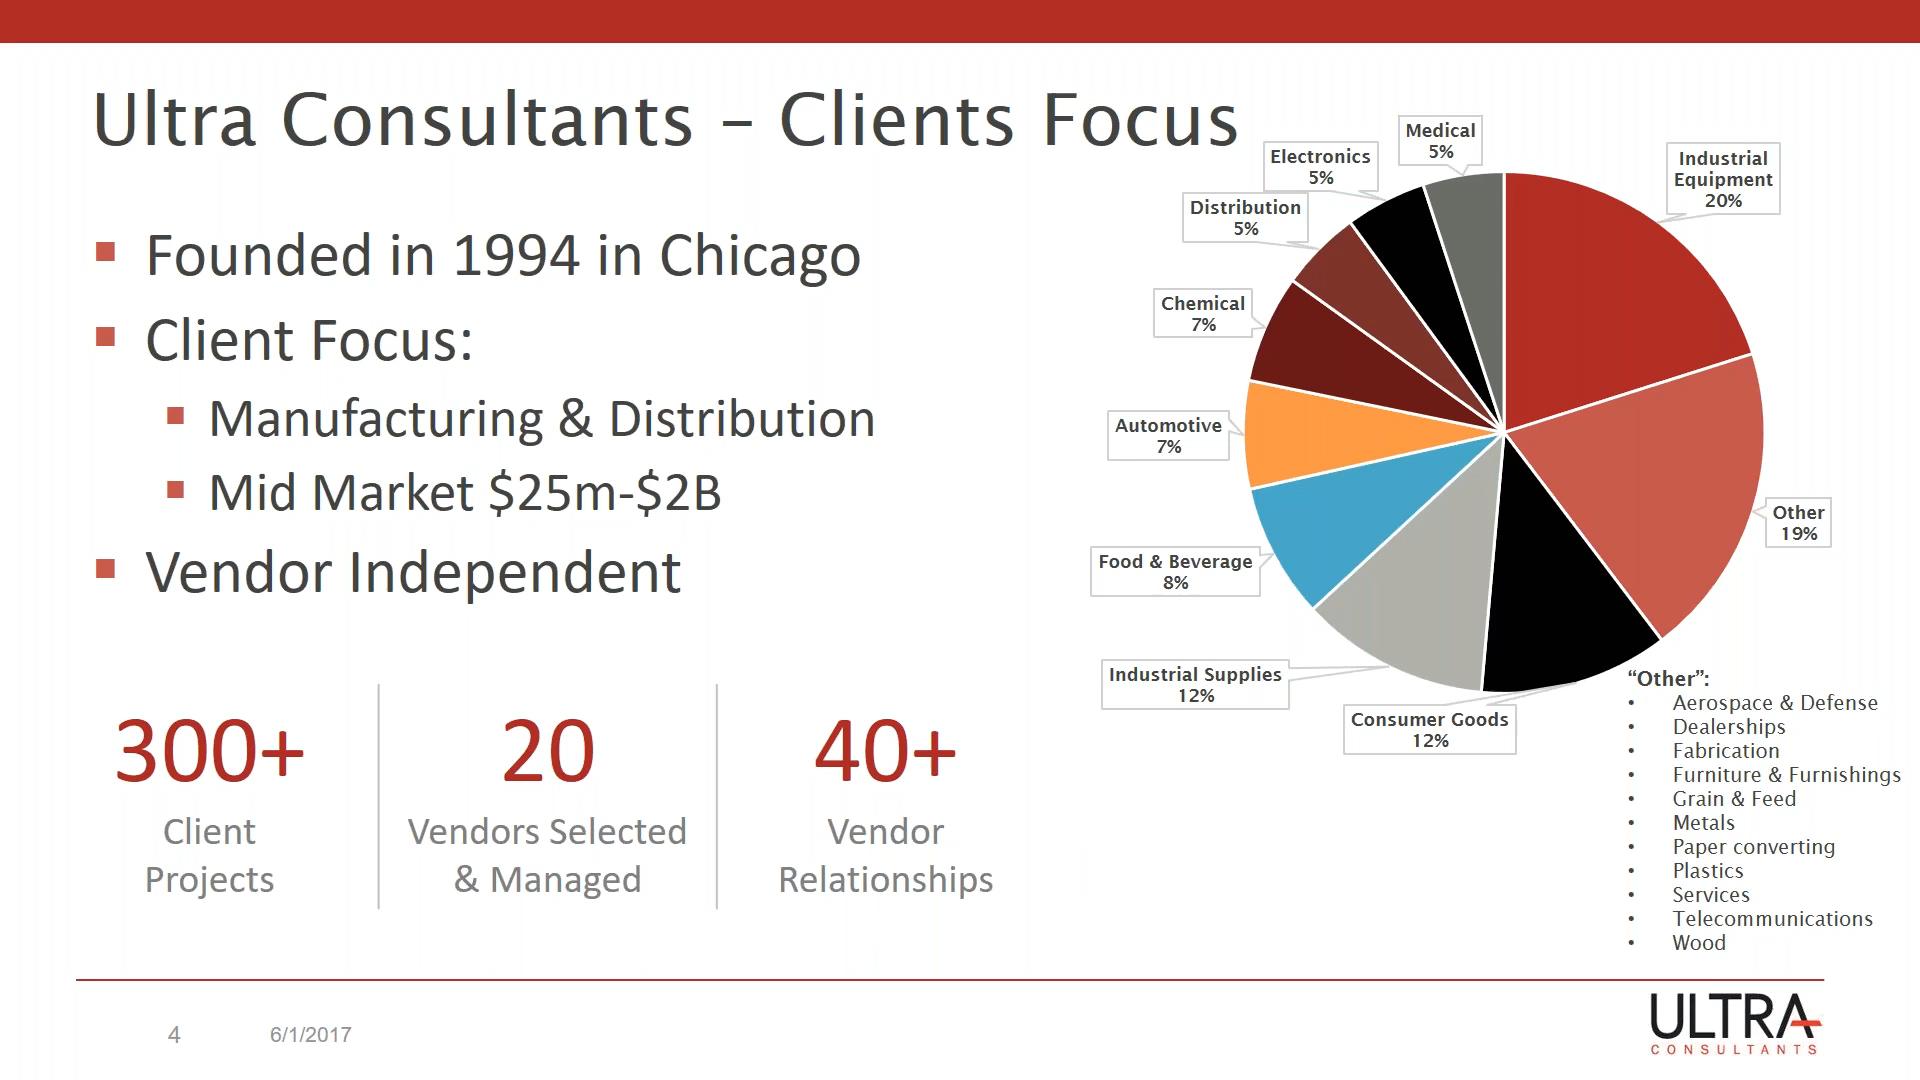 Ultra Consultants – Clients Focus
▪ Founded in 1994 in Chicago
▪ Client Focus:
▪ Manufacturing & Distribution
▪ Mid Market $25m-$2B
▪ Vendor Independent
300+
Client
Projects
20
Vendors Selected
& Managed
40+
Vendor
Relationships
Medical
5%
Electronics
5%
Distribution
5%
Chemical
7%
Automotive
7%
Food & Beverage
8%
Industrial Supplies
12%
Consumer Goods
12%
Industrial
Equipment
20%
Other
19%
“Other”:
• Aerospace & Defense
• Dealerships
• Fabrication
• Furniture & Furnishings
• Grain & Feed
• Metals
• Paper converting
• Plastics
• Services
• Telecommunications
• Wood
4
6/1/2017
ULTRA
CONSULTANTS